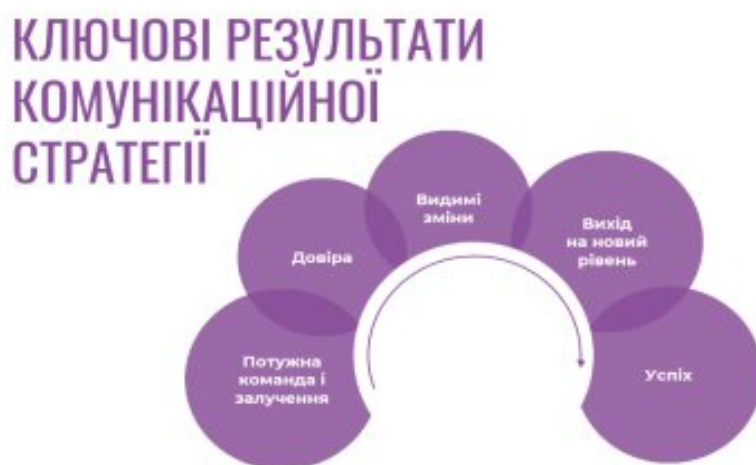 КЛЮЧОВІ РЕЗУЛЬТАТИ
КОМУНІКАЦІЙНОЇ
СТРАТЕГІЇ
Потужна
команда і
залучення
Довіра
Видимі
зміни
Вихід
на новий
рівень
Успіх